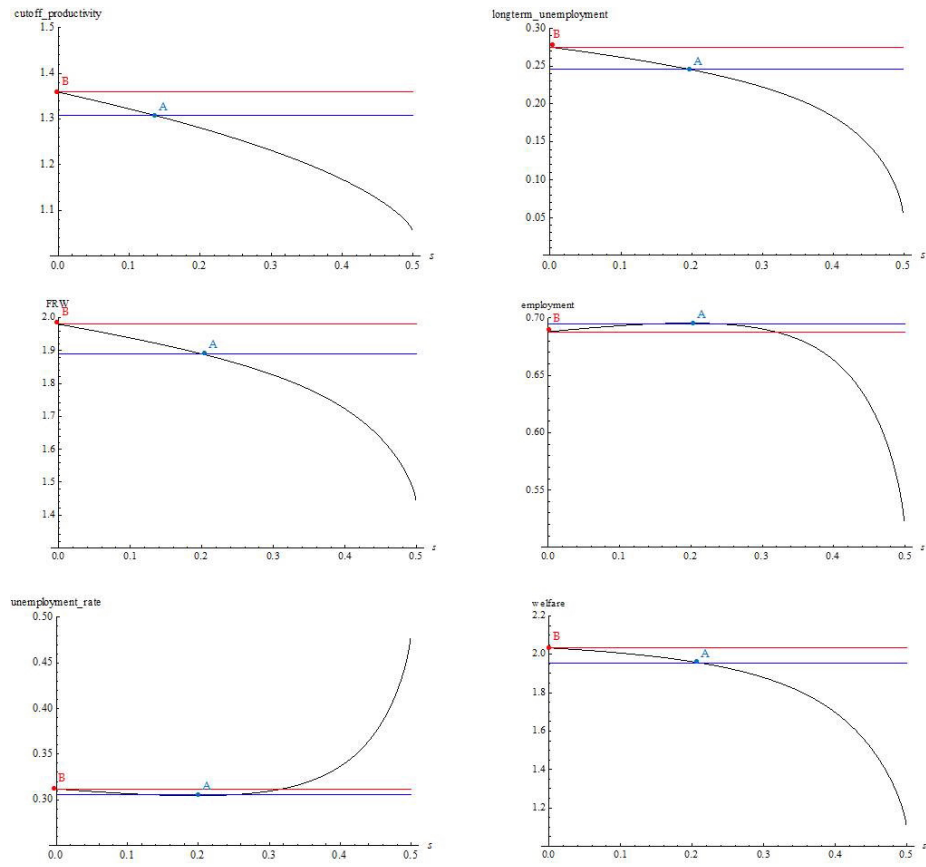 cutoff_productivity
1.5
1.4
B
A
1.3
1.2
1.1
0.0 0.1 0.2 0.3 0.4 0.5 s
longterm_unemployment
0.30
0.25
A
0.20
0.15
0.10
0.05
0.0 0.1 0.2 0.3 0.4 0.5 s
FRW
B
2.0
1.9
A
1.8
1.7
1.6
1.5
1.4
0.0 0.1 0.2 0.3 0.4 0.5 s
employment
0.70
B
A
0.65
0.60
0.55
0.0 0.1 0.2 0.3 0.4 0.5 s
unemployment_rate
0.50
0.45
0.40
0.35
B
A
0.30
0.0 0.1 0.2 0.3 0.4 0.5 s
welfare
2.2
B
A
2.0
1.8
1.6
1.4
1.2
0.0 0.1 0.2 0.3 0.4 0.5 s